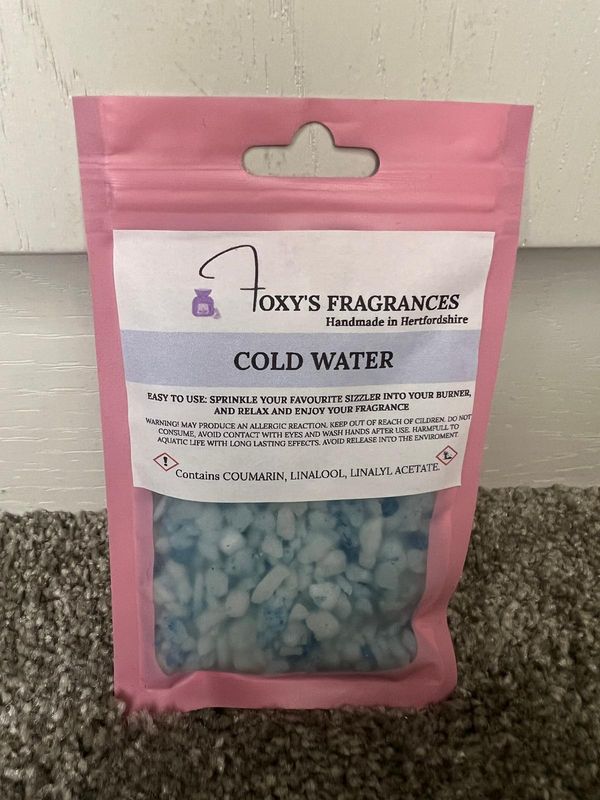 FOXY'S FRAGRANCES
Handmade in Hertfordshire
COLD WATER
EASY TO USE: SPRINKLE YOUR FAVOURITE SIZZLER INTO YOUR BURNER,
AND RELAX AND ENJOY YOUR FRAGRANCE
WARNING! MAY PRODUCE AN ALLERGIC REACTION, KEEP OUT OF REACH OF CILDREN. DO NOT
CONSUME, AVOID CONTACT WITH EYES AND WASH HANDS AFTER USE. HARMFULL TO
AQUATIC LIFE WITH LONG LASTING EFFECTS. AVOID RELEASE INTO THE ENVIROMENT
Contains COUMARIN, LINALOOL, LINALYL ACETATE.